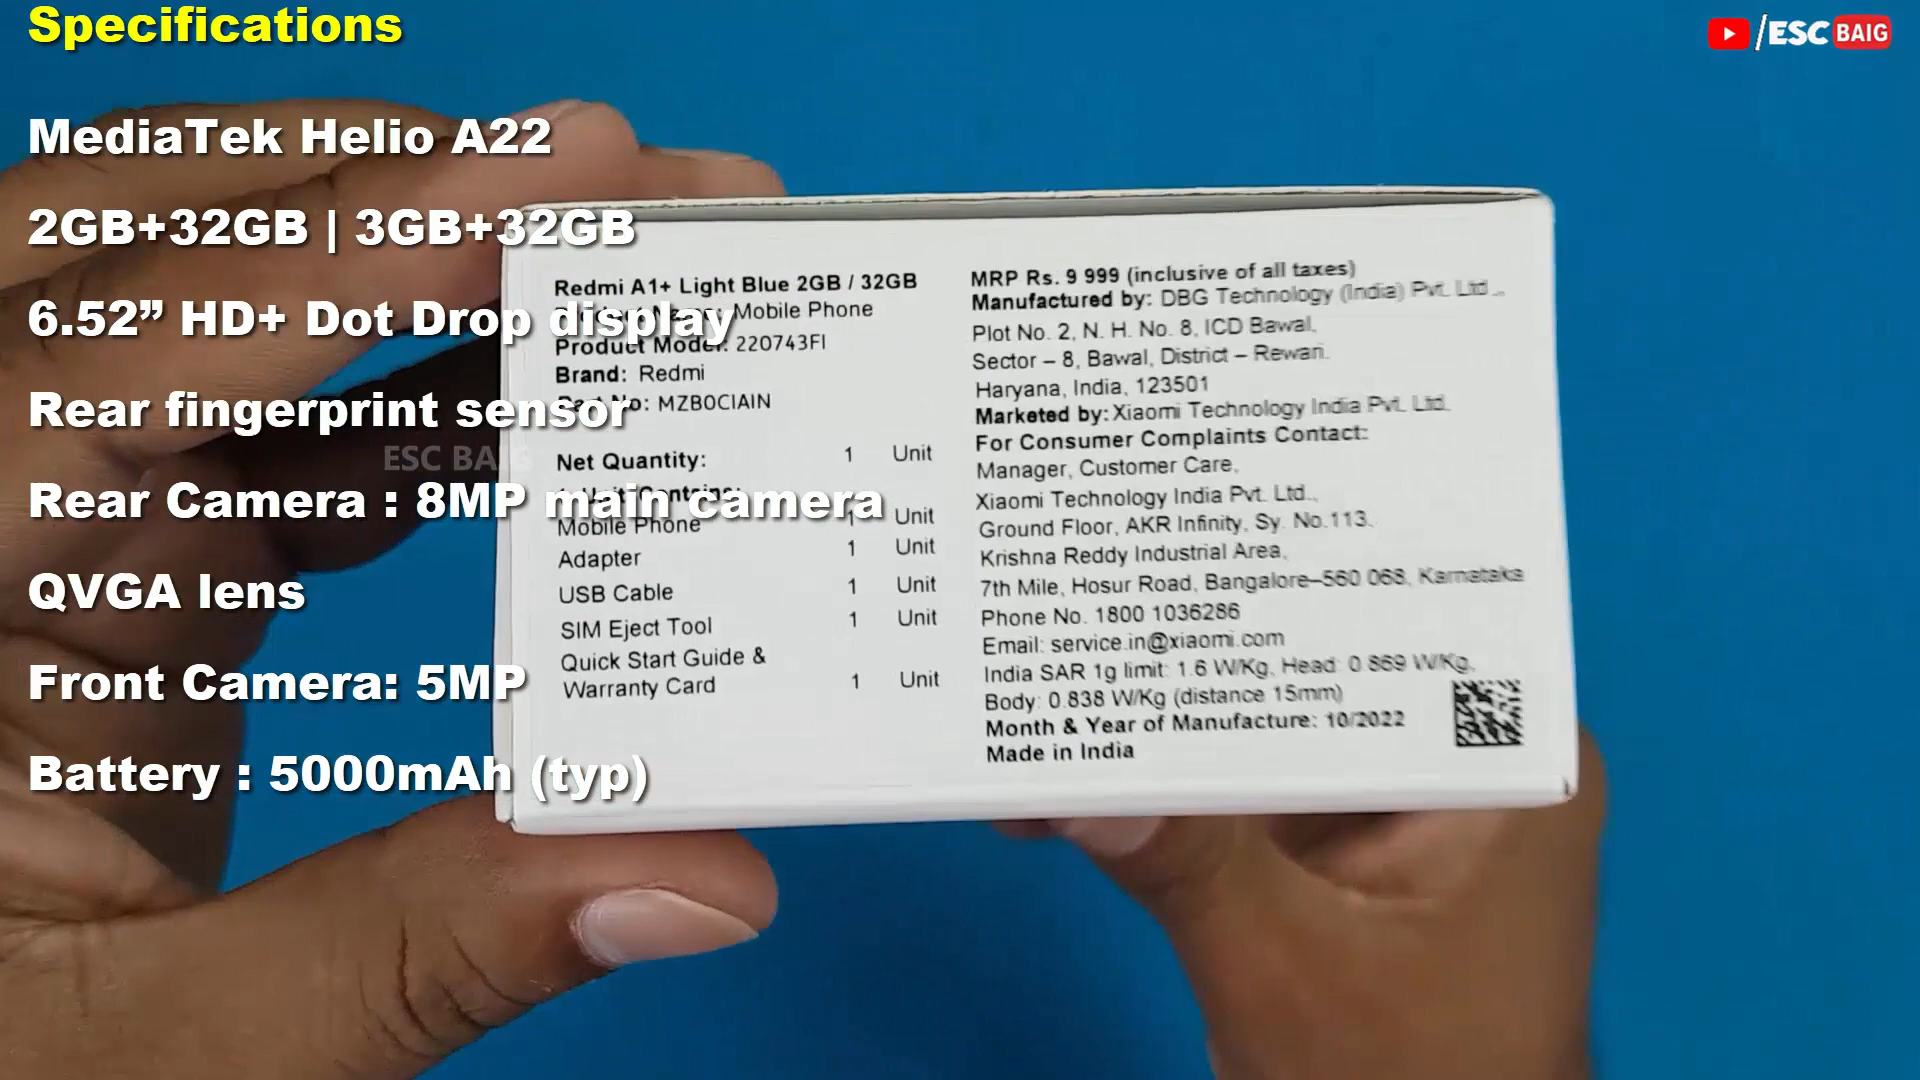 Specifications
/ESC BAIG
MediaTek Helio A22
2GB+32GB | 3GB+32GB
6.52” HD+ Dot Drop display
Rear fingerprint sensor
Rear Camera : 8MP main camera
QVGA lens
Front Camera: 5MP
Battery : 5000mAh (typ)
ESC BAIG
Redmi A1+ Light Blue 2GB / 32GB
Mobile Phone
Product Model: 220743FI
Brand: Redmi
Part No: MZB0CIAIN
Net Quantity: 1 Unit
1 Unit Contains:
Mobile Phone 1 Unit
Adapter 1 Unit
USB Cable 1 Unit
SIM Eject Tool 1 Unit
Quick Start Guide &
Warranty Card 1 Unit
MRP Rs. 9 999 (inclusive of all taxes)
Manufactured by: DBG Technology (India) Pvt. Ltd.,
Plot No. 2, N. H. No. 8, ICD Bawal,
Sector – 8, Bawal, District – Rewari.
Haryana, India, 123501
Marketed by: Xiaomi Technology India Pvt. Ltd.
For Consumer Complaints Contact:
Manager, Customer Care,
Xiaomi Technology India Pvt. Ltd.,
Ground Floor, AKR Infinity, Sy. No.113,
Krishna Reddy Industrial Area,
7th Mile, Hosur Road, Bangalore–560 068, Karnataka
Phone No. 1800 1036286
Email: service.in@xiaomi.com
India SAR 1g limit: 1.6 W/Kg, Head: 0.869 W/Kg,
Body: 0.838 W/Kg (distance 15mm)
Month & Year of Manufacture: 10/2022
Made in India